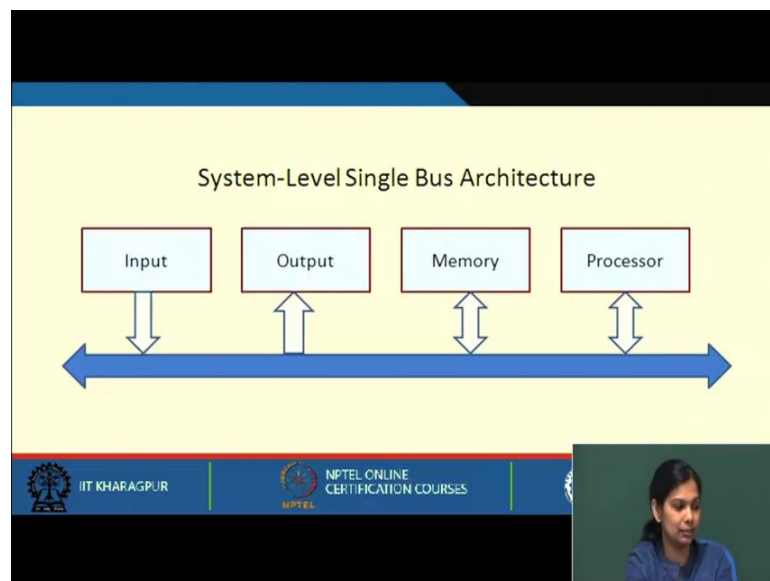 System-Level Single Bus Architecture
Input
Output
Memory
Processor
IIT KHARAGPUR
NPTEL
NPTEL ONLINE
CERTIFICATION COURSES